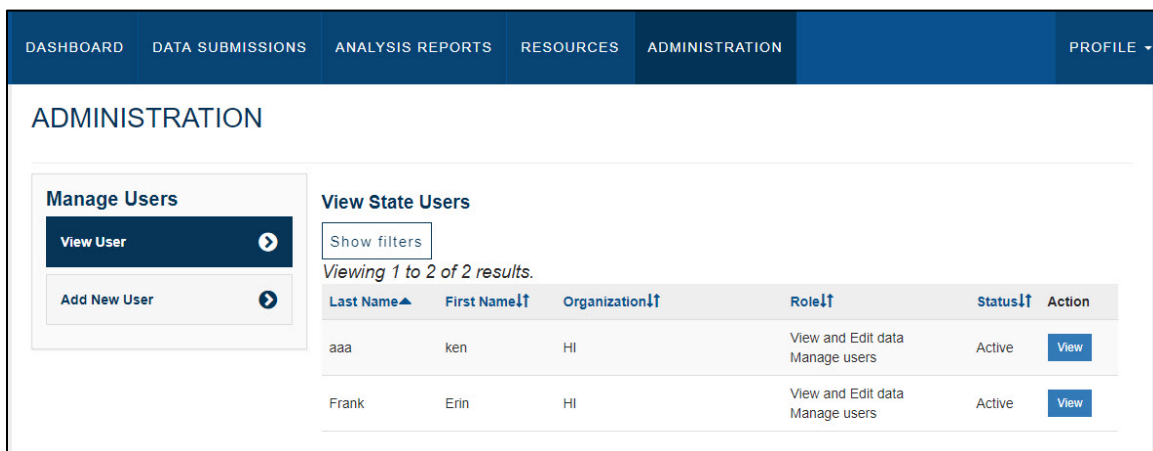 DASHBOARD DATA SUBMISSIONS ANALYSIS REPORTS RESOURCES ADMINISTRATION PROFILE
ADMINISTRATION
Manage Users
View User
Add New User
View State Users
Show filters
Viewing 1 to 2 of 2 results.
Last Name First Name Organization Role Status Action
aaa ken HI View and Edit data Active View
Manage users
Frank Erin HI View and Edit data Active View
Manage users